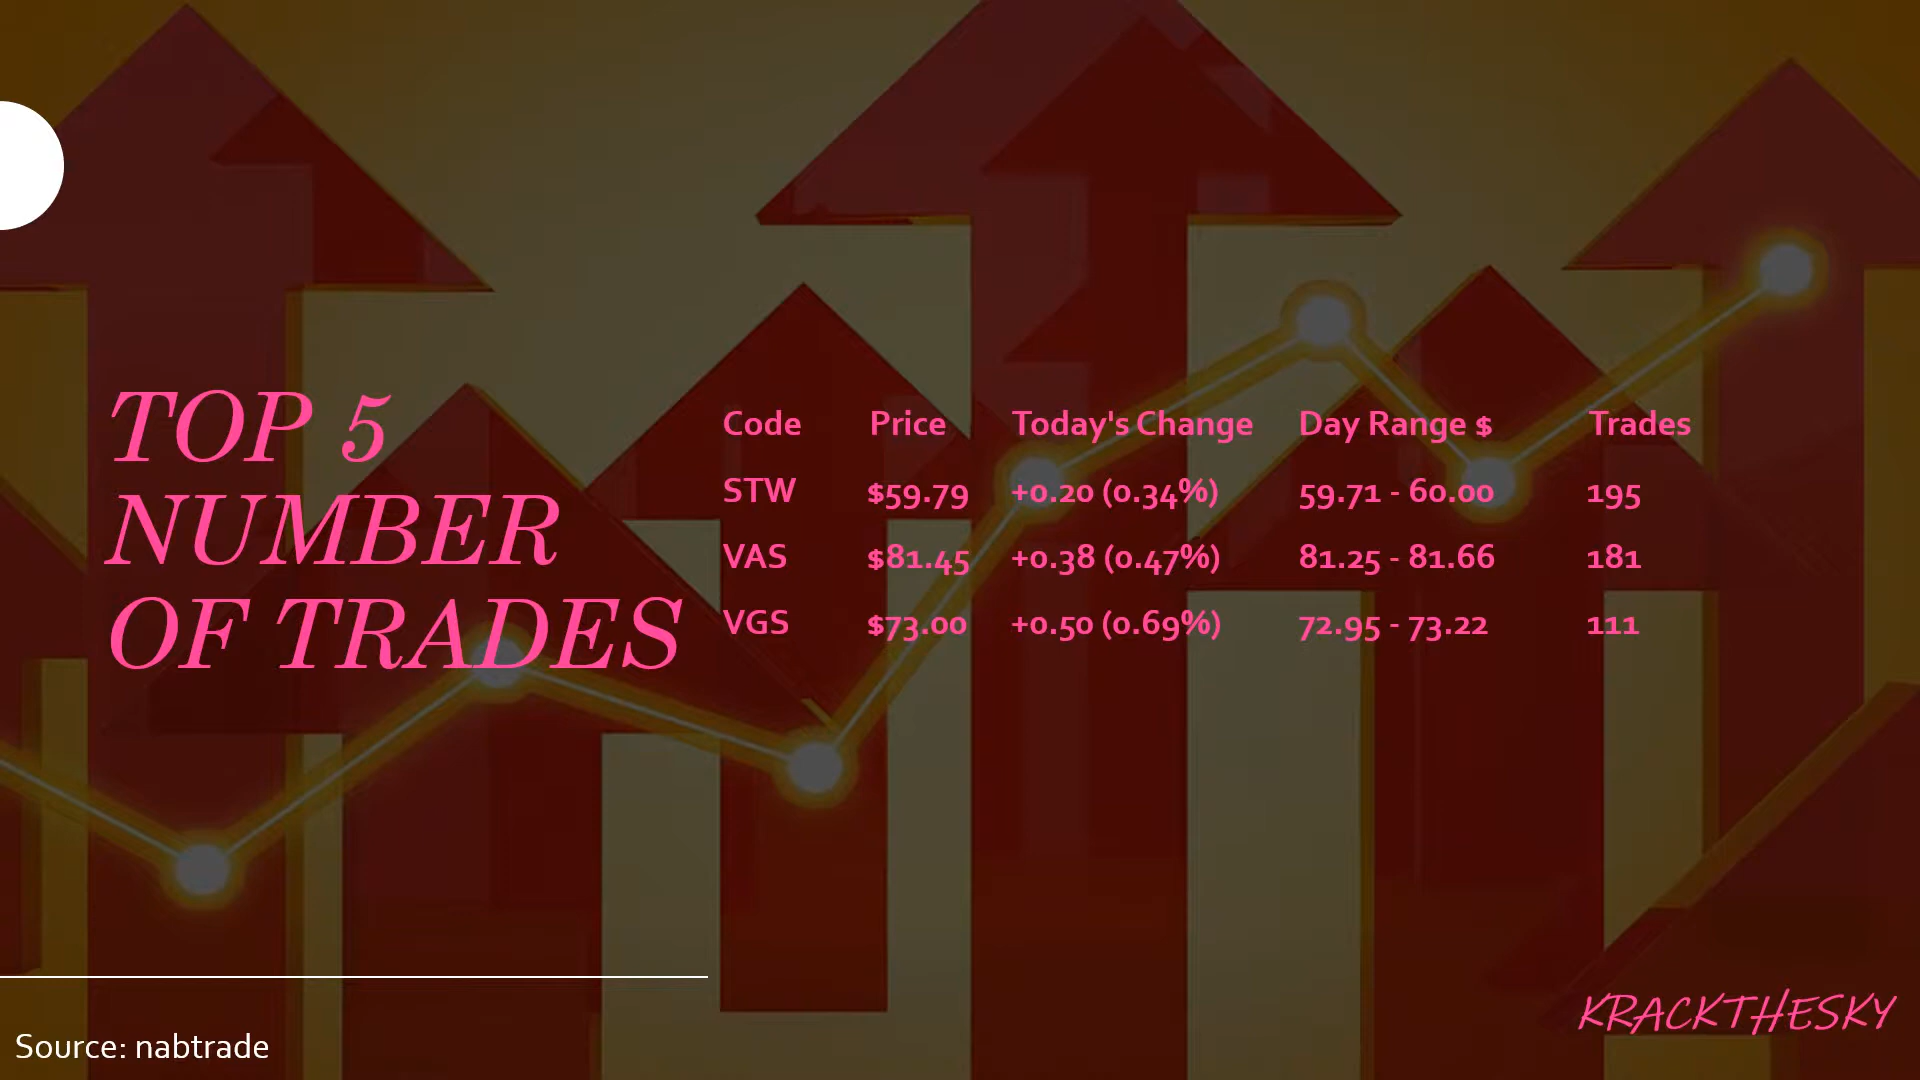 TOP 5
NUMBER
OF TRADES
Code Price Today's Change Day Range $ Trades
STW $59.79 +0.20 (0.34%) 59.71 - 60.00 195
VAS $81.45 +0.38 (0.47%) 81.25 - 81.66 181
VGS $73.00 +0.50 (0.69%) 72.95 - 73.22 111
KRACKTHESKY
Source: nabtrade